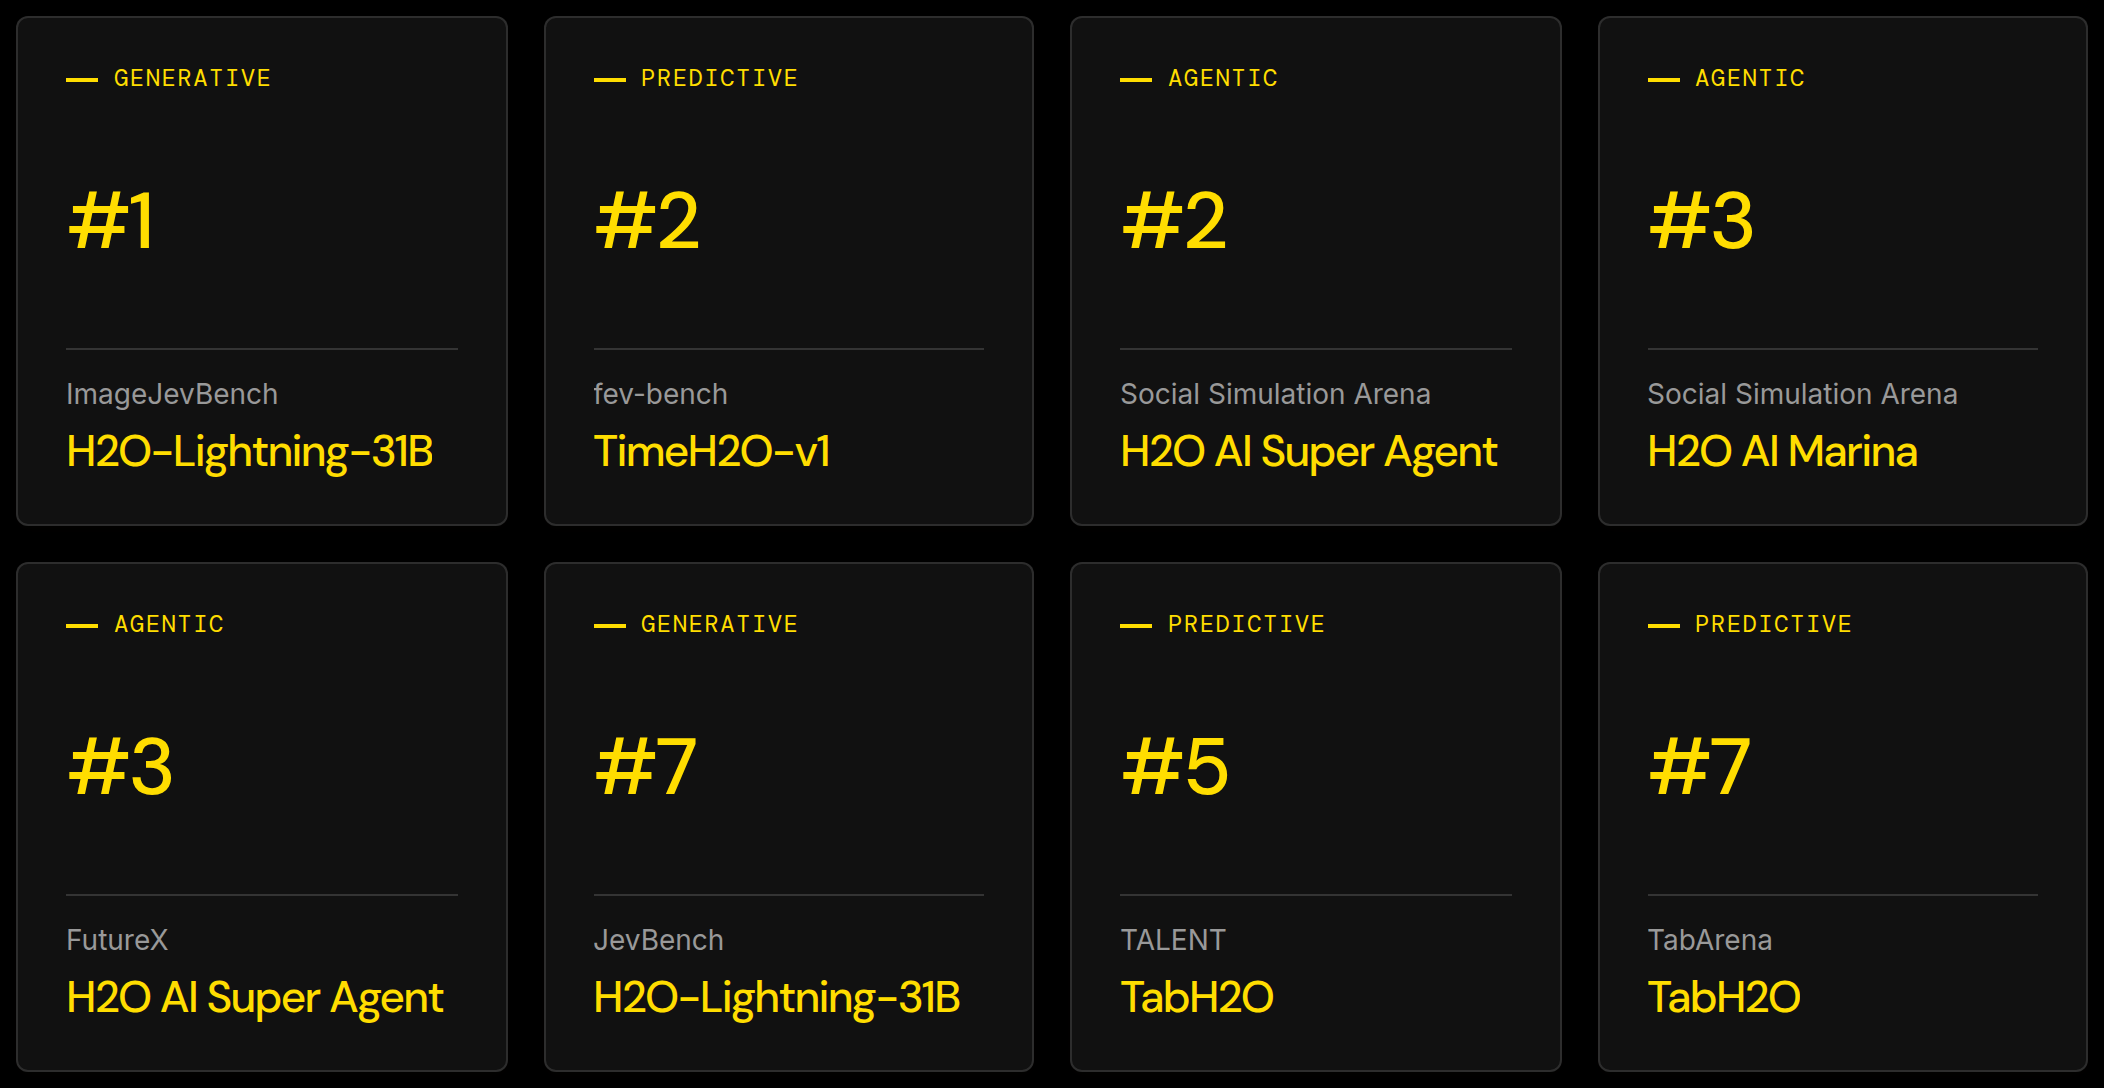 GENERATIVE
#1
ImageJevBench
H2O-Lightning-31B
PREDICTIVE
#2
fev-bench
TimeH2O-v1
AGENTIC
#2
Social Simulation Arena
H2O AI Super Agent
AGENTIC
#3
Social Simulation Arena
H2O AI Marina
AGENTIC
#3
FutureX
H2O AI Super Agent
GENERATIVE
#7
JevBench
H2O-Lightning-31B
PREDICTIVE
#5
TALENT
TabH2O
PREDICTIVE
#7
TabArena
TabH2O